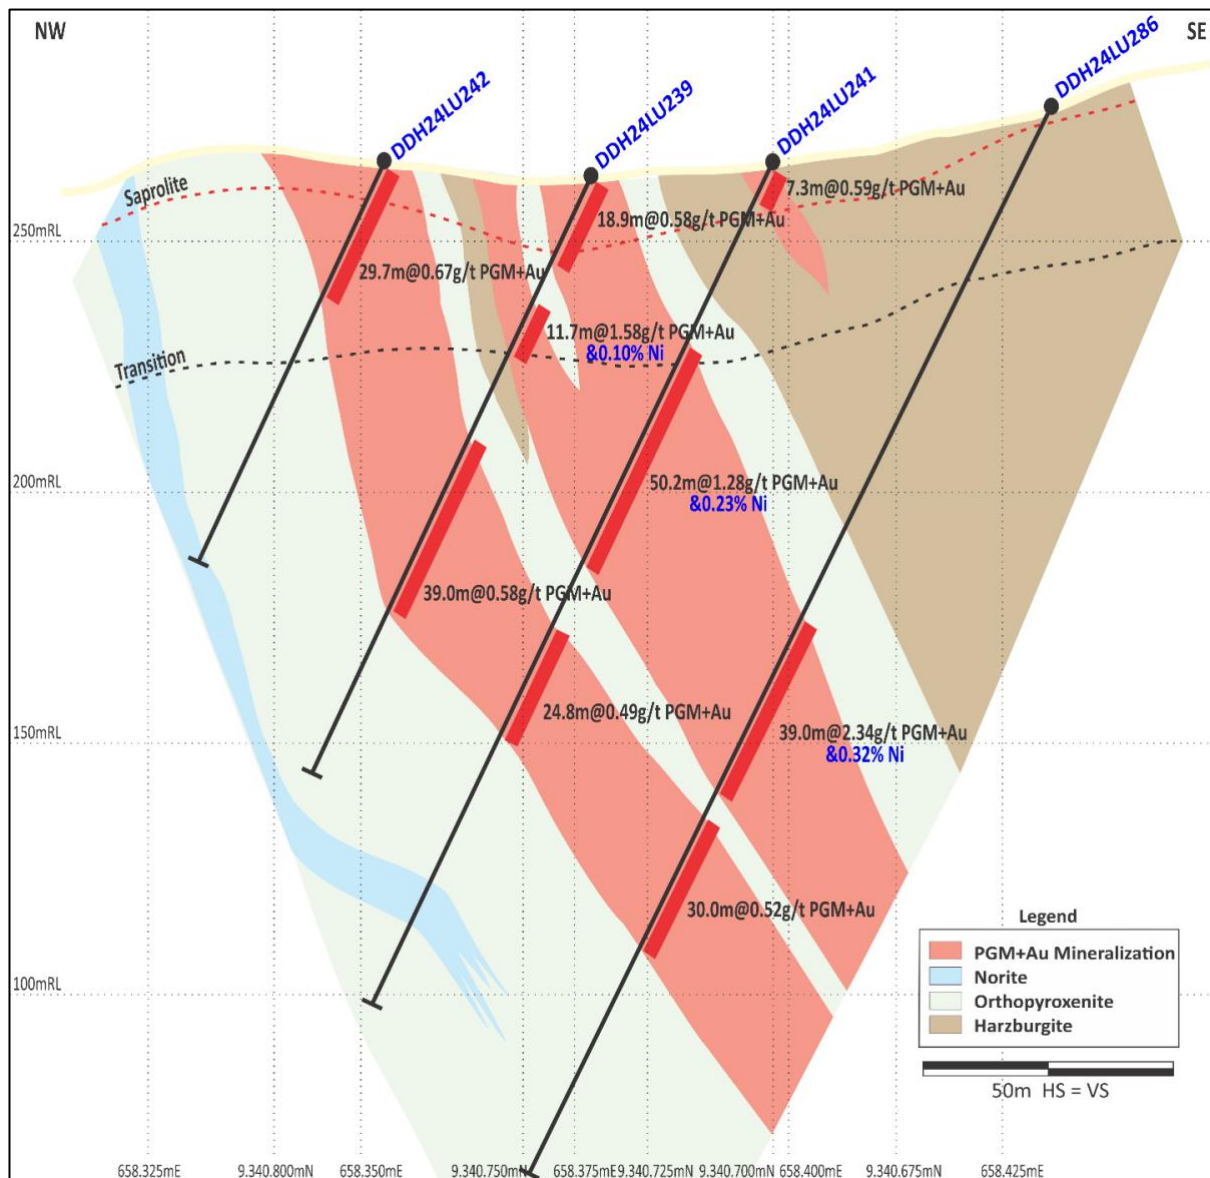 NW
SE
DDH24LU242
DDH24LU239
DDH24LU241
DDH24LU286
Saprolite
7.3m@0.59g/t PGM+Au
18.9m@0.58g/t PGM+Au
250mRL
29.7m@0.67g/t PGM+Au
11.7m@1.58g/t PGM+Au
&0.10% Ni
Transition
200mRL
50.2m@1.28g/t PGM+Au
&0.23% Ni
39.0m@0.58g/t PGM+Au
24.8m@0.49g/t PGM+Au
150mRL
39.0m@2.34g/t PGM+Au
&0.32% Ni
30.0m@0.52g/t PGM+Au
100mRL
Legend
PGM+Au Mineralization
Norite
Orthopyroxenite
Harzburgite
50m HS = VS
658.325mE
9.340.800mN
658.350mE
9.340.750mN
658.375mE
9.340.725mN
9.340.700mN
658.400mE
9.340.675mN
658.425mE